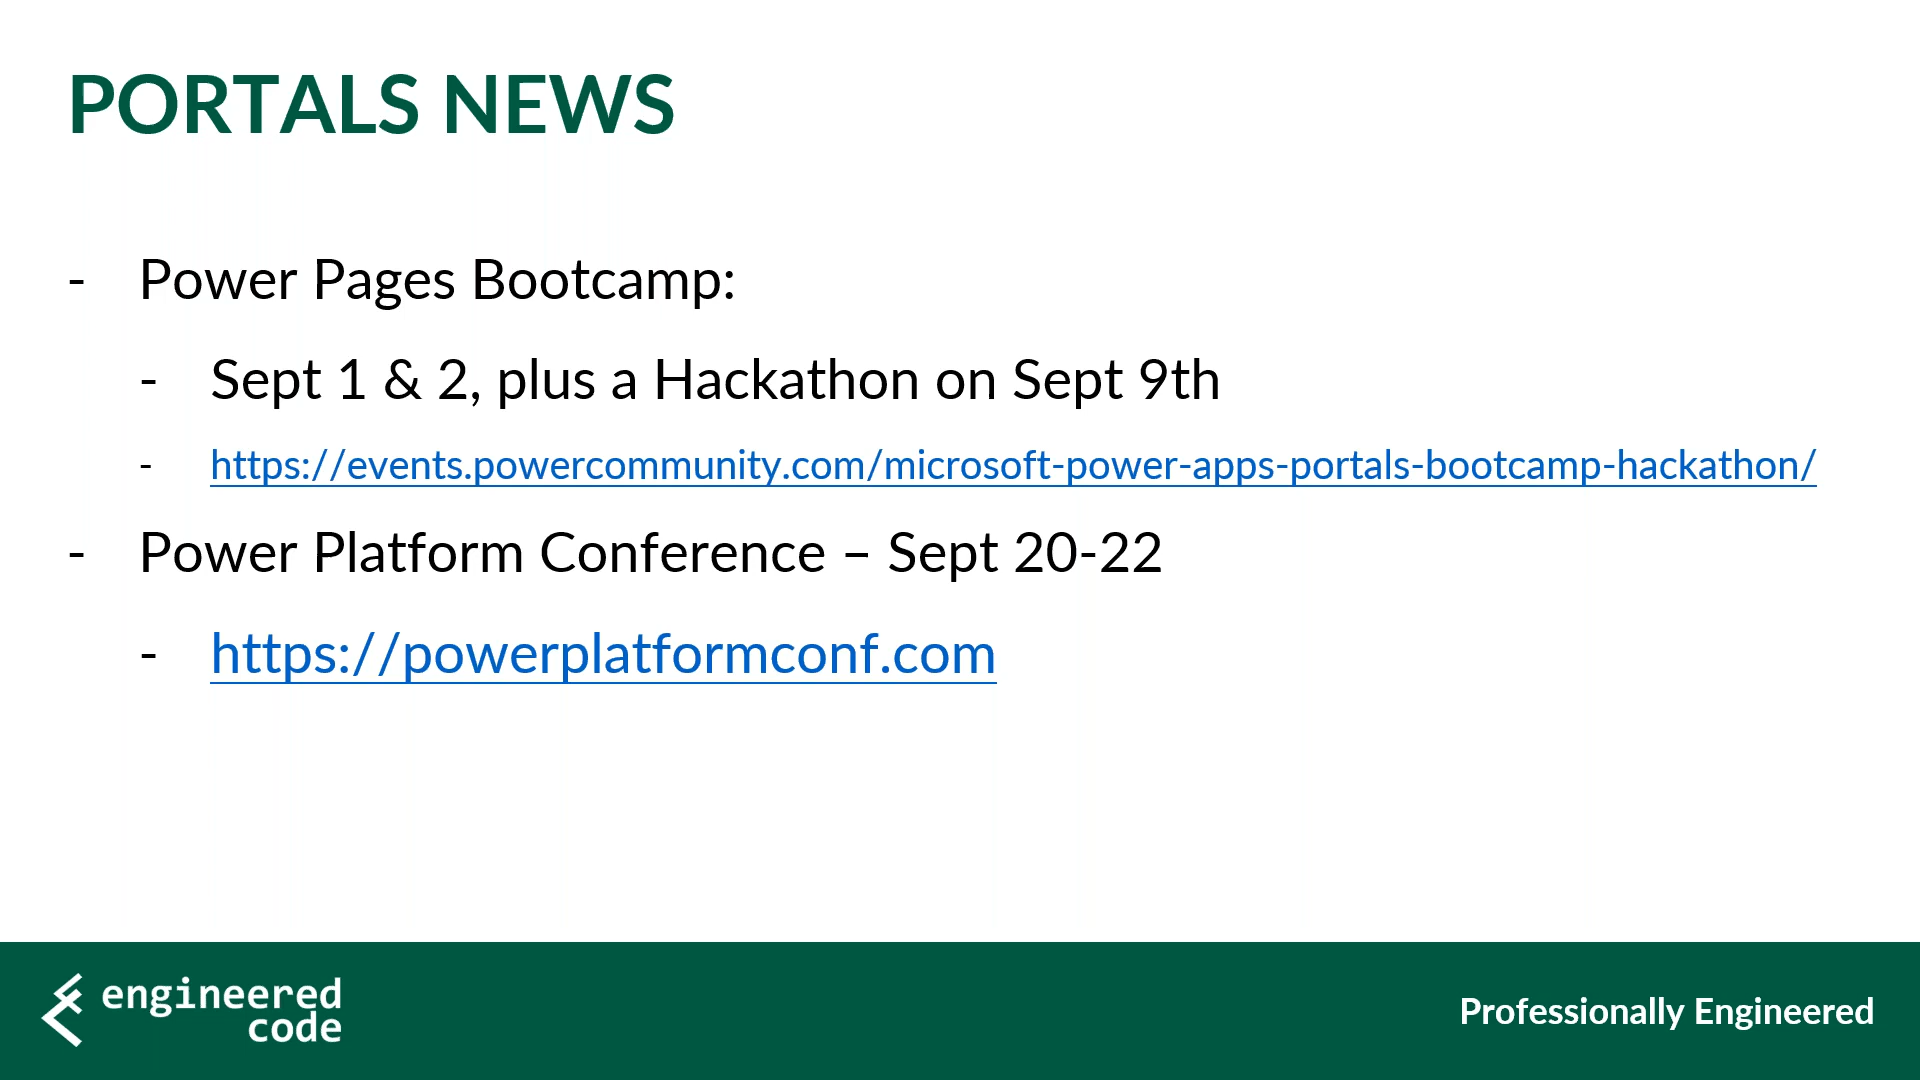 PORTALS NEWS
- Power Pages Bootcamp:
- Sept 1 & 2, plus a Hackathon on Sept 9th
- https://events.powercommunity.com/microsoft-power-apps-portals-bootcamp-hackathon/
- Power Platform Conference – Sept 20-22
- https://powerplatformconf.com
engineered
code
Professionally Engineered